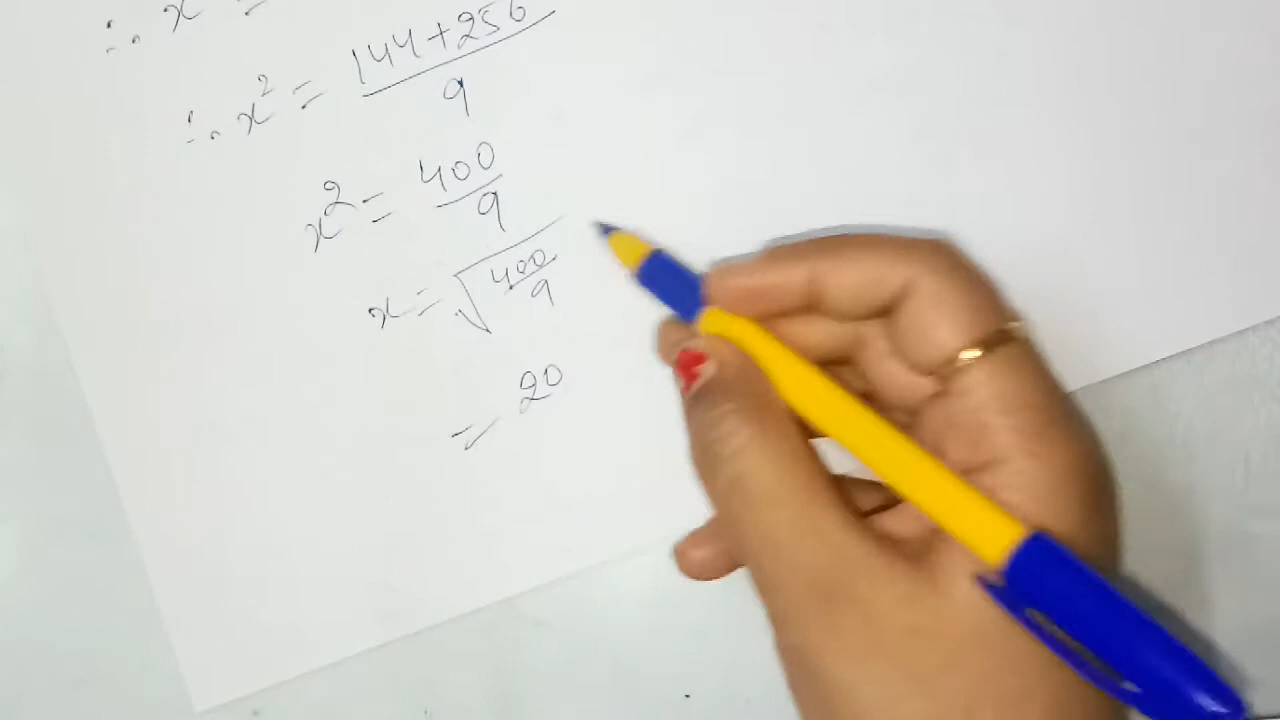 ∴ x =
∴ x² = 144+256/9
x² = 400/9
x = √400/9
= 20